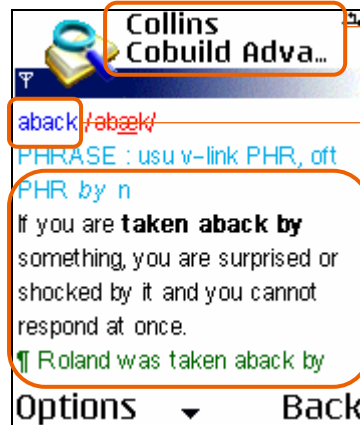 Collins
Cobuild Adva...
aback /əbæk/
PHRASE : usu v-link PHR, oft
PHR by n
If you are taken aback by
something, you are surprised or
shocked by it and you cannot
respond at once.
¶ Roland was taken aback by
Options
Back